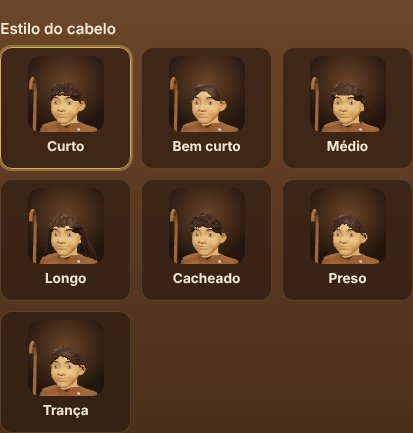 Estilo do cabelo
Curto
Bem curto
Médio
Longo
Cacheado
Preso
Trança